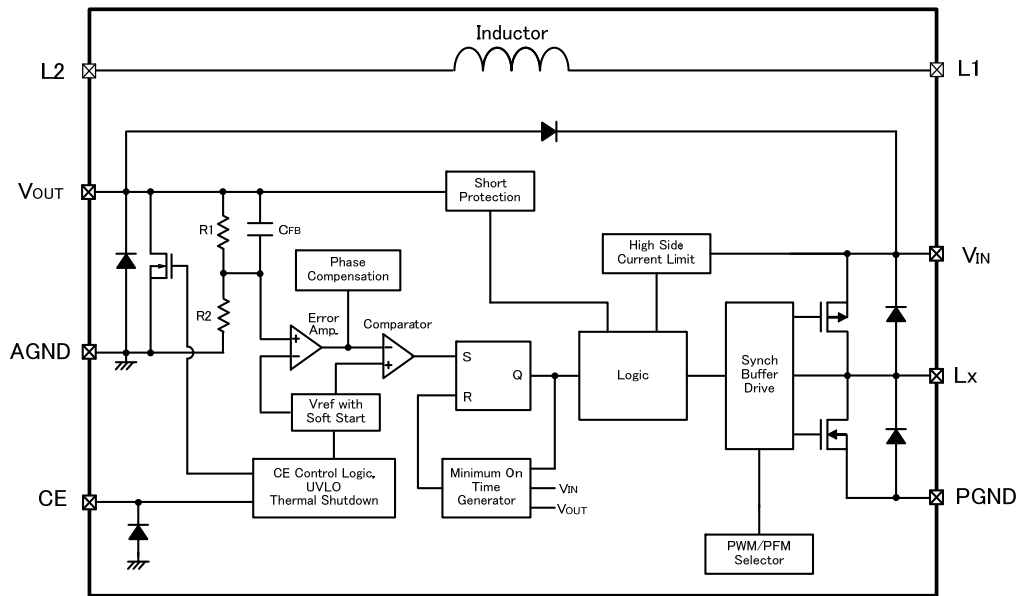 Inductor
L2
L1
VOUT
Short
Protection
R1
CFB
High Side
Current Limit
Phase
Compensation
VIN
R2
Error
Amp.
Comparator
AGND
Synch
Buffer
Drive
S
Q
R
Logic
Lx
Vref with
Soft Start
CE Control Logic,
UVLO
Thermal Shutdown
Minimum On
Time
Generator
VIN
VOUT
CE
PGND
PWM/PFM
Selector